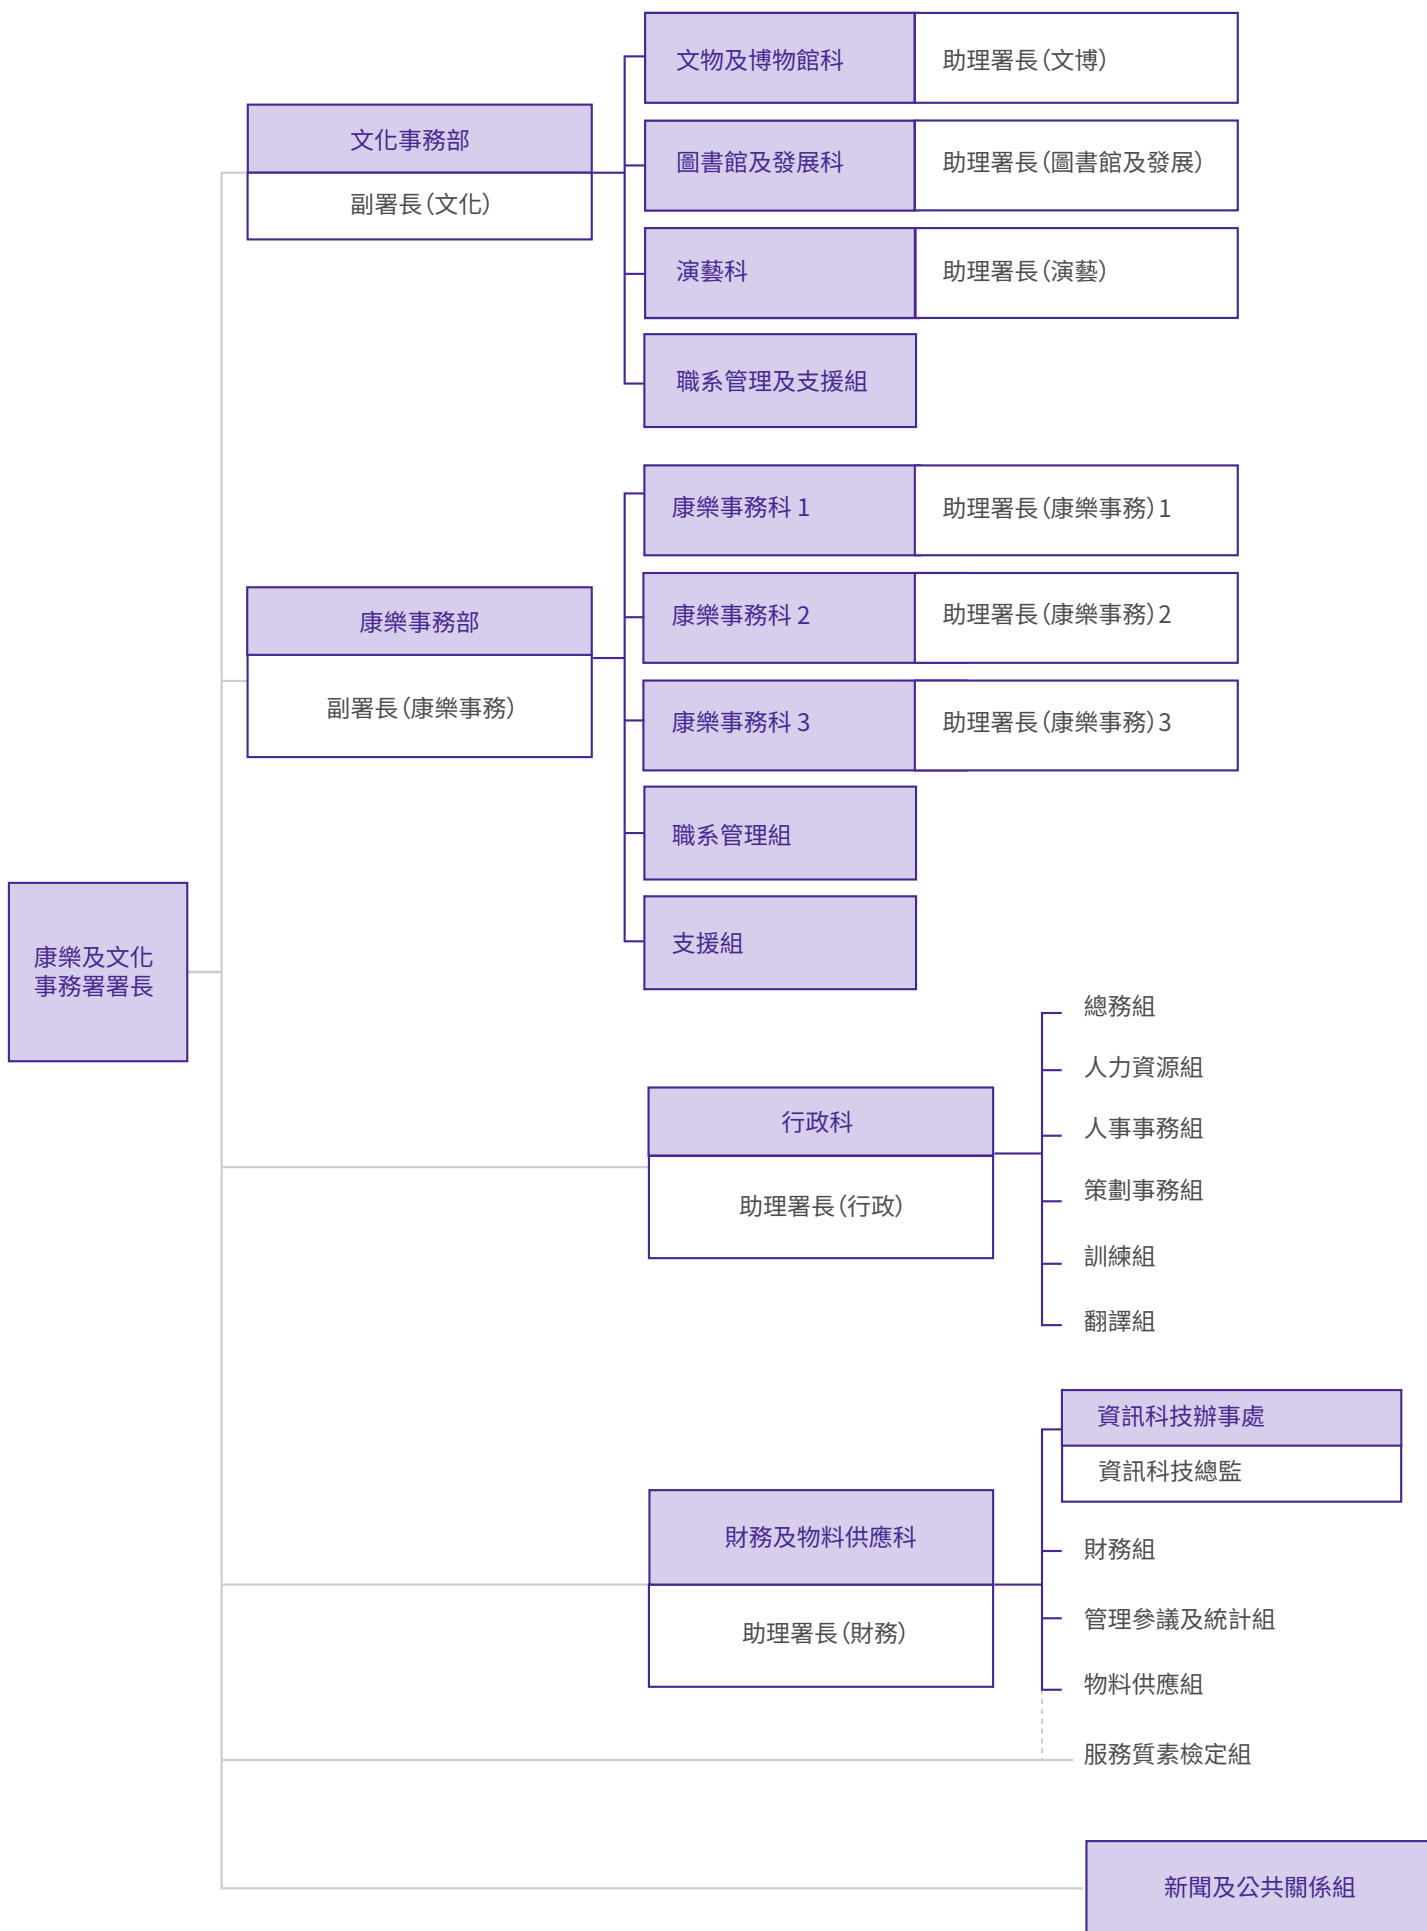 康樂及文化
事務署署長
文化事務部
副署長(文化)
文物及博物館科
助理署長(文博)
圖書館及發展科
助理署長(圖書館及發展)
演藝科
助理署長(演藝)
職系管理及支援組
康樂事務部
副署長(康樂事務)
康樂事務科 1
助理署長(康樂事務)1
康樂事務科 2
助理署長(康樂事務)2
康樂事務科 3
助理署長(康樂事務)3
職系管理組
支援組
行政科
助理署長(行政)
總務組
人力資源組
人事事務組
策劃事務組
訓練組
翻譯組
財務及物料供應科
助理署長(財務)
資訊科技辦事處
資訊科技總監
財務組
管理參議及統計組
物料供應組
服務質素檢定組
新聞及公共關係組